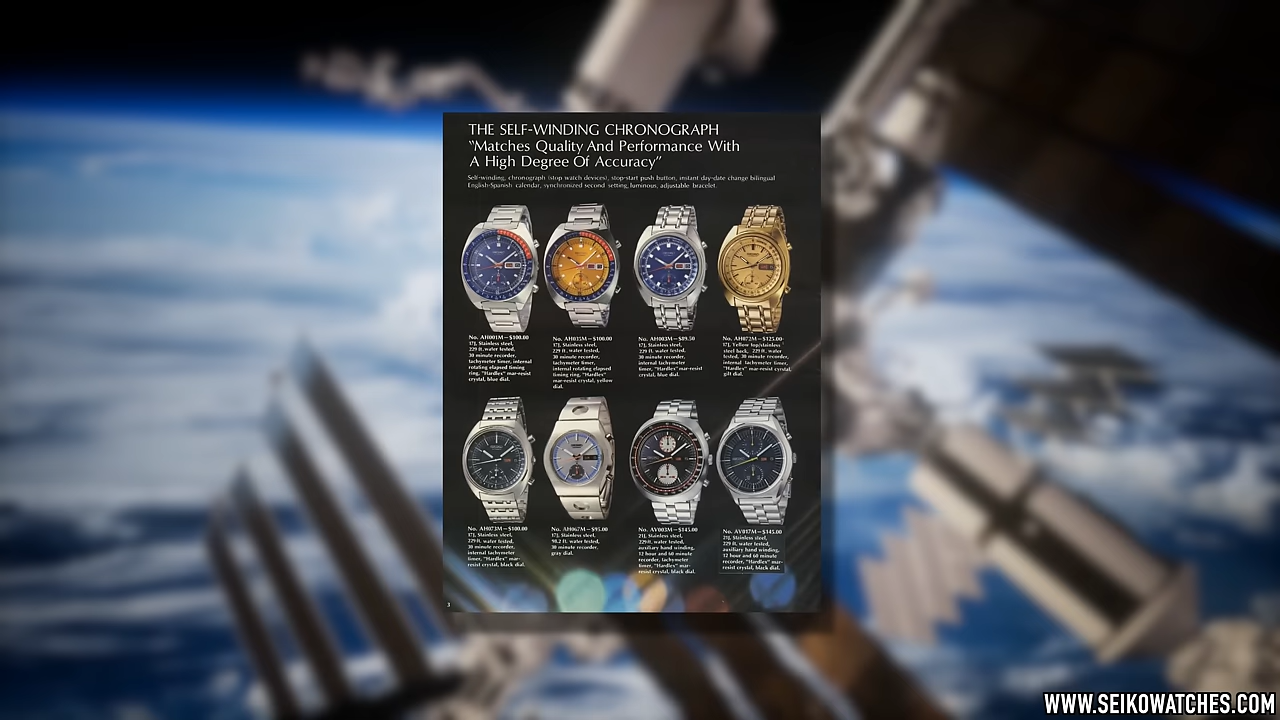 THE SELF-WINDING CHRONOGRAPH
"Matches Quality And Performance With
A High Degree Of Accuracy"
Self-winding, chronograph (stop watch devices), stop-start push button, instant day-date change bilingual
English-Spanish calendar, synchronized second setting, luminous, adjustable bracelet.
No. AH001M—$100.00
17J, Stainless steel,
229 ft. water tested,
30 minute recorder,
tachymeter timer, internal
rotating elapsed timing
ring, "Hardlex" mar-resist
crystal, blue dial.
No. AH035M—$100.00
17J, Stainless steel,
229 ft. water tested,
30 minute recorder,
tachymeter timer,
internal rotating elapsed
timing ring, "Hardlex"
mar-resist crystal, yellow
dial.
No. AH003M—$89.50
17J, Stainless steel,
229 ft. water tested,
30 minute recorder,
internal tachymeter
timer, "Hardlex" mar-resist
crystal, blue dial.
No. AH072M—$125.00
17J, Yellow top/stainless
steel back, 229 ft. water
tested, 30 minute recorder,
internal tachymeter timer,
"Hardlex" mar-resist crystal,
gilt dial.
No. AH073M—$100.00
17J, Stainless steel,
229 ft. water tested,
30 minute recorder,
internal tachymeter
timer, "Hardlex" mar-
resist crystal, black dial.
No. AH067M—$95.00
17J, Stainless steel,
98.2 ft. water tested,
30 minute recorder,
gray dial.
No. AY003M—$145.00
21J, Stainless steel,
229 ft. water tested,
auxiliary hand winding,
12 hour and 60 minute
recorder, tachymeter
timer, "Hardlex" mar-
resist crystal, black dial.
No. AY017M—$145.00
21J, Stainless steel,
229 ft. water tested,
auxiliary hand winding,
12 hour and 60 minute
recorder, "Hardlex" mar-
resist crystal, black dial.
3
WWW.SEIKOWATCHES.COM